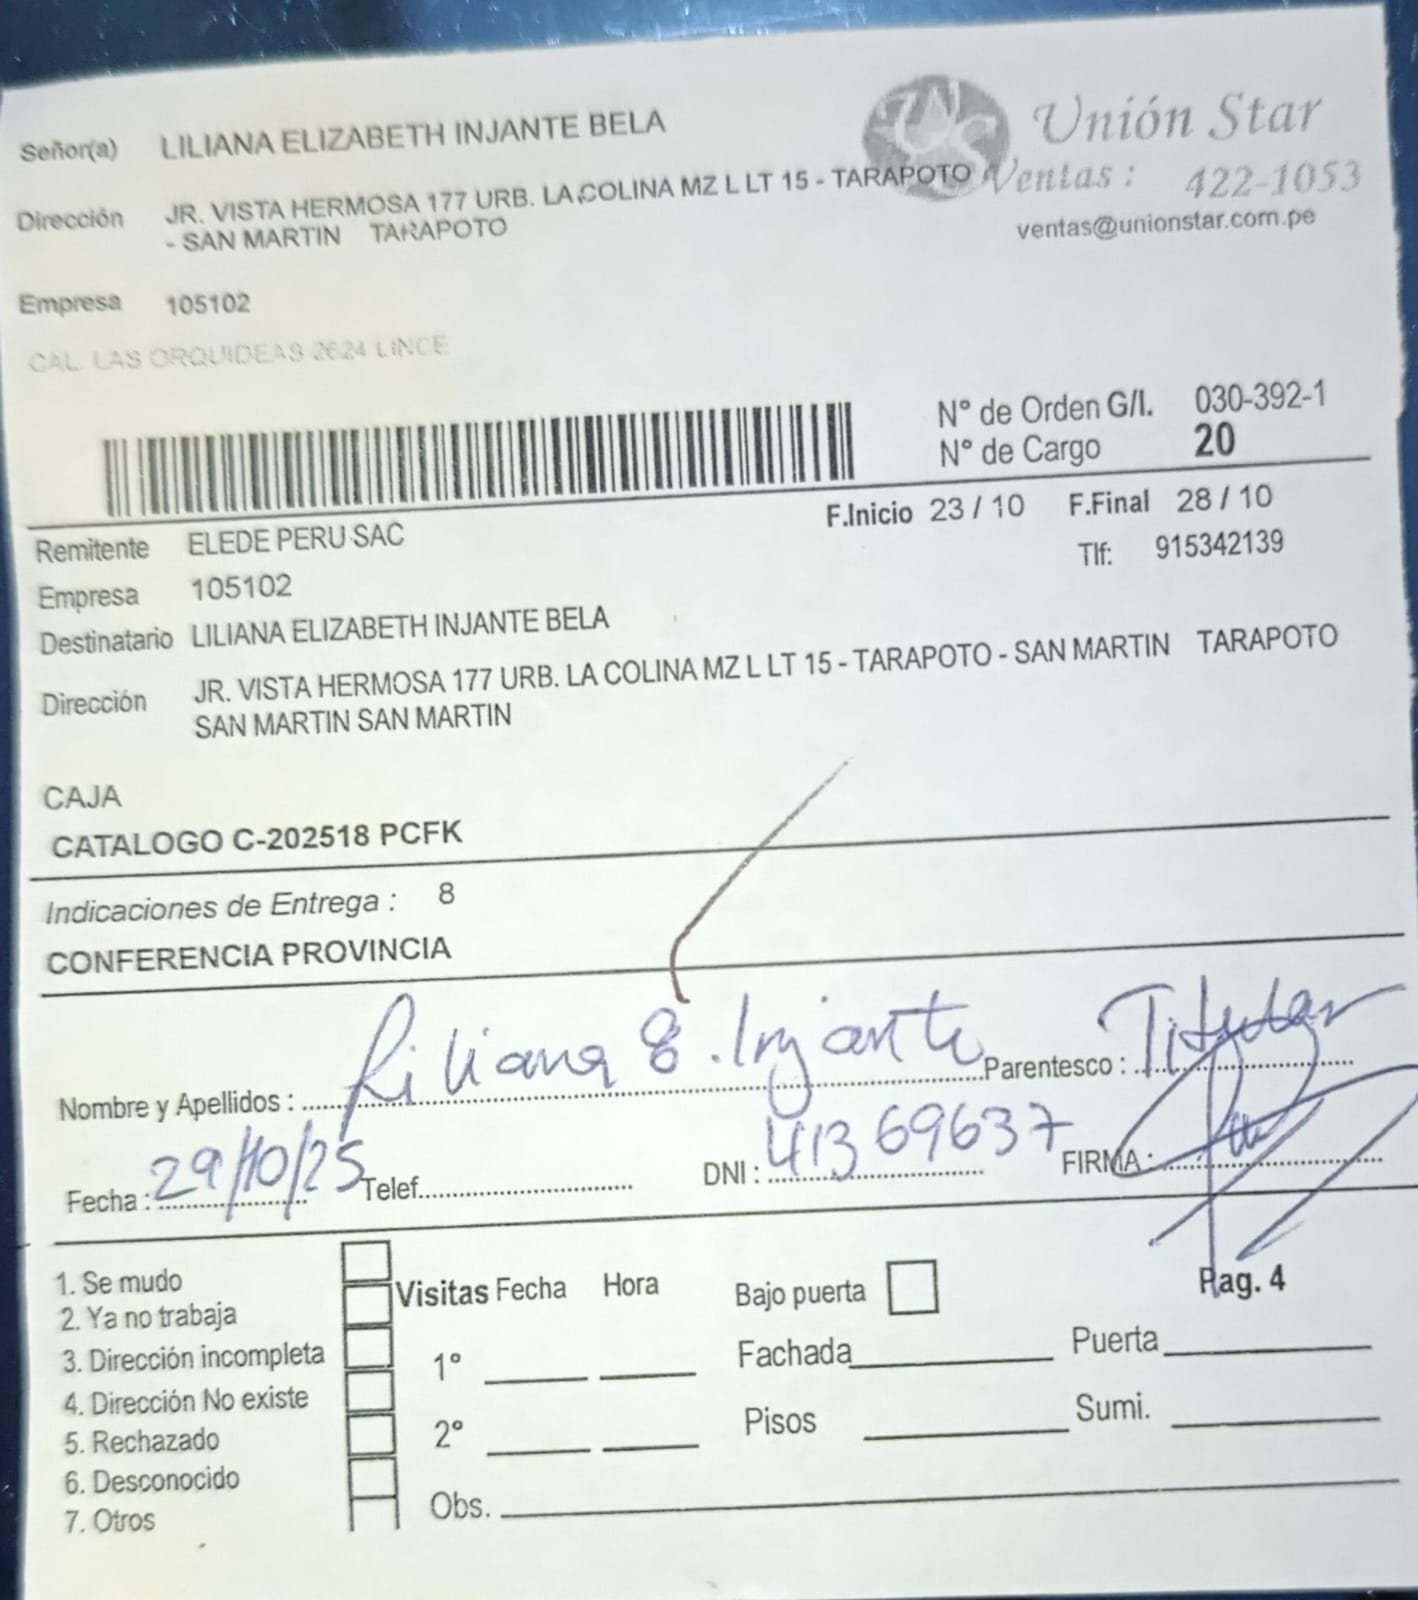 Señor(a) LILIANA ELIZABETH INJANTE BELA
Unión Star
Dirección JR. VISTA HERMOSA 177 URB. LA COLINA MZ L LT 15 - TARAPOTO
- SAN MARTIN TARAPOTO
Ventas : 422-1053
ventas@unionstar.com.pe
Empresa 105102
CAL. LAS ORQUIDEAS 2624 LINCE
N° de Orden G/I. 030-392-1
N° de Cargo 20
F.Inicio 23 / 10 F.Final 28 / 10
Remitente ELEDE PERU SAC
Tlf: 915342139
Empresa 105102
Destinatario LILIANA ELIZABETH INJANTE BELA
Dirección JR. VISTA HERMOSA 177 URB. LA COLINA MZ L LT 15 - TARAPOTO - SAN MARTIN TARAPOTO
SAN MARTIN SAN MARTIN
CAJA
CATALOGO C-202518 PCFK
Indicaciones de Entrega : 8
CONFERENCIA PROVINCIA
Nombre y Apellidos : Liliana E. Injante Parentesco : Titular
Fecha : 29/10/25 Telef. DNI : 41369637 FIRMA :
Pag. 4
1. Se mudo
2. Ya no trabaja
3. Dirección incompleta
4. Dirección No existe
5. Rechazado
6. Desconocido
7. Otros
Visitas Fecha Hora
1°
2°
Obs.
Bajo puerta
Fachada Puerta
Pisos Sumi.